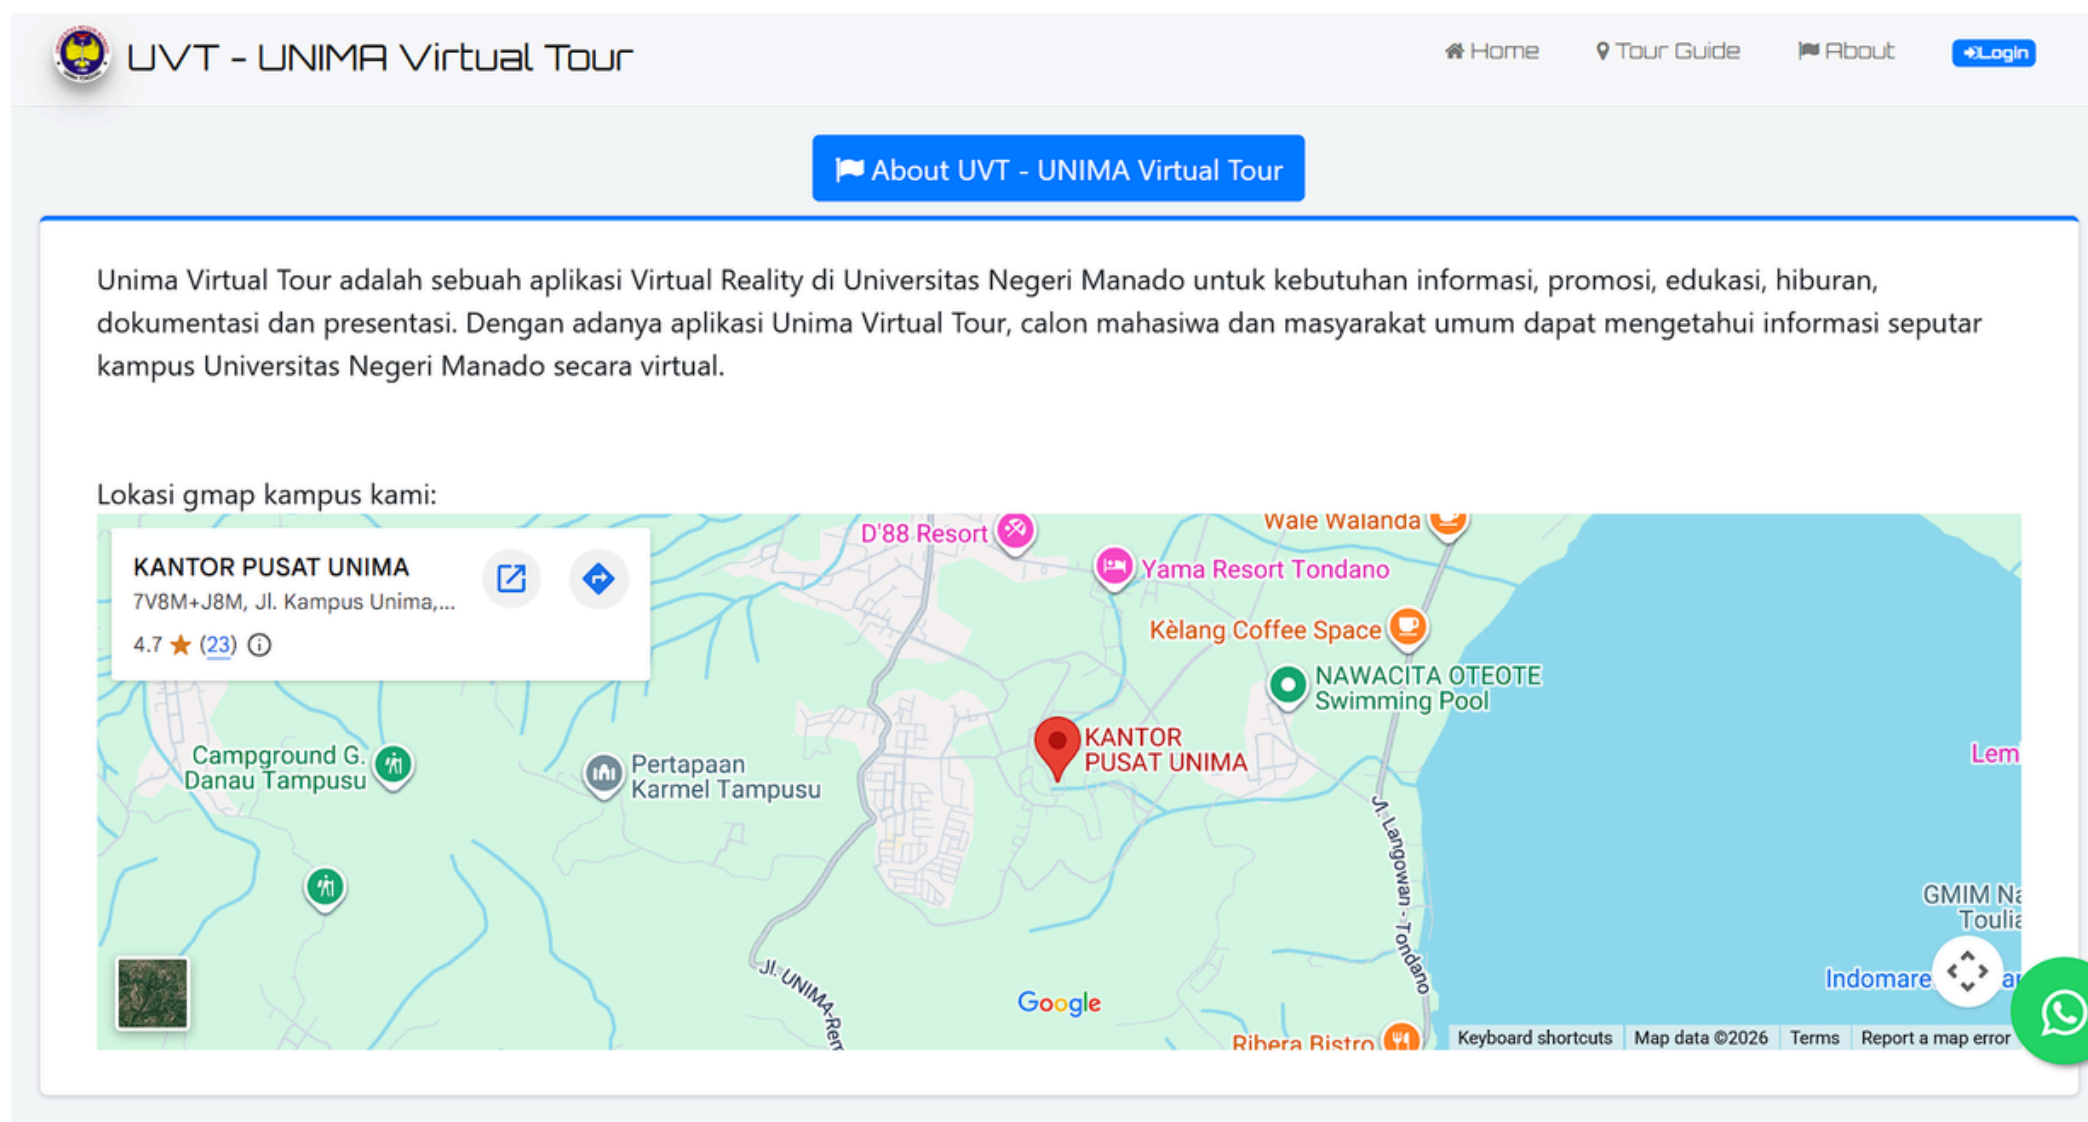 UVT - UNIMA Virtual Tour
Home
Tour Guide
About
Login
About UVT - UNIMA Virtual Tour
Unima Virtual Tour adalah sebuah aplikasi Virtual Reality di Universitas Negeri Manado untuk kebutuhan informasi, promosi, edukasi, hiburan,
dokumentasi dan presentasi. Dengan adanya aplikasi Unima Virtual Tour, calon mahasiwa dan masyarakat umum dapat mengetahui informasi seputar
kampus Universitas Negeri Manado secara virtual.
Lokasi gmap kampus kami:
KANTOR PUSAT UNIMA
7V8M+J8M, Jl. Kampus Unima,...
4.7 ★ (23)
D'88 Resort
Wale Walanda
Yama Resort Tondano
Kèlang Coffee Space
NAWACITA OTEOTE
Swimming Pool
KANTOR
PUSAT UNIMA
Campground G.
Danau Tampusu
Pertapaan
Karmel Tampusu
Lem
Jl. Langowan - Tondano
GMIM Na
Toulia
Jl. UNIMA-Rem
Indomare
Google
Ribera Bistro
Keyboard shortcuts
Map data ©2026
Terms
Report a map error